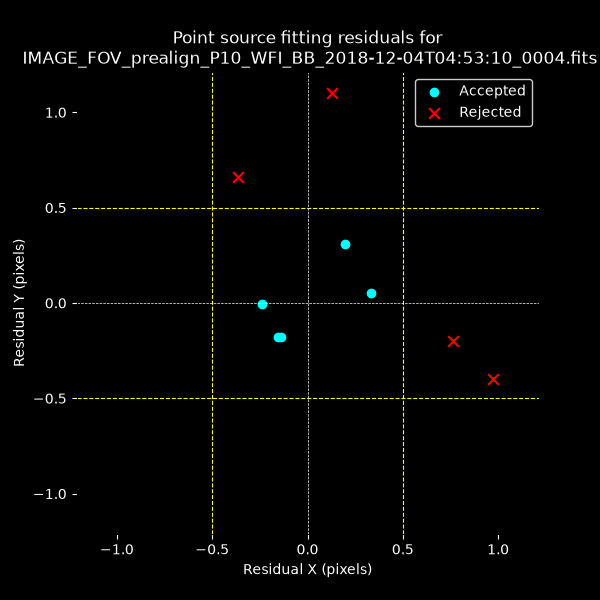 Point source fitting residuals for
IMAGE_FOV_prealign_P10_WFI_BB_2018-12-04T04:53:10_0004.fits
Accepted
Rejected
1.0
0.5
0.0
−0.5
−1.0
Residual Y (pixels)
−1.0
−0.5
0.0
0.5
1.0
Residual X (pixels)